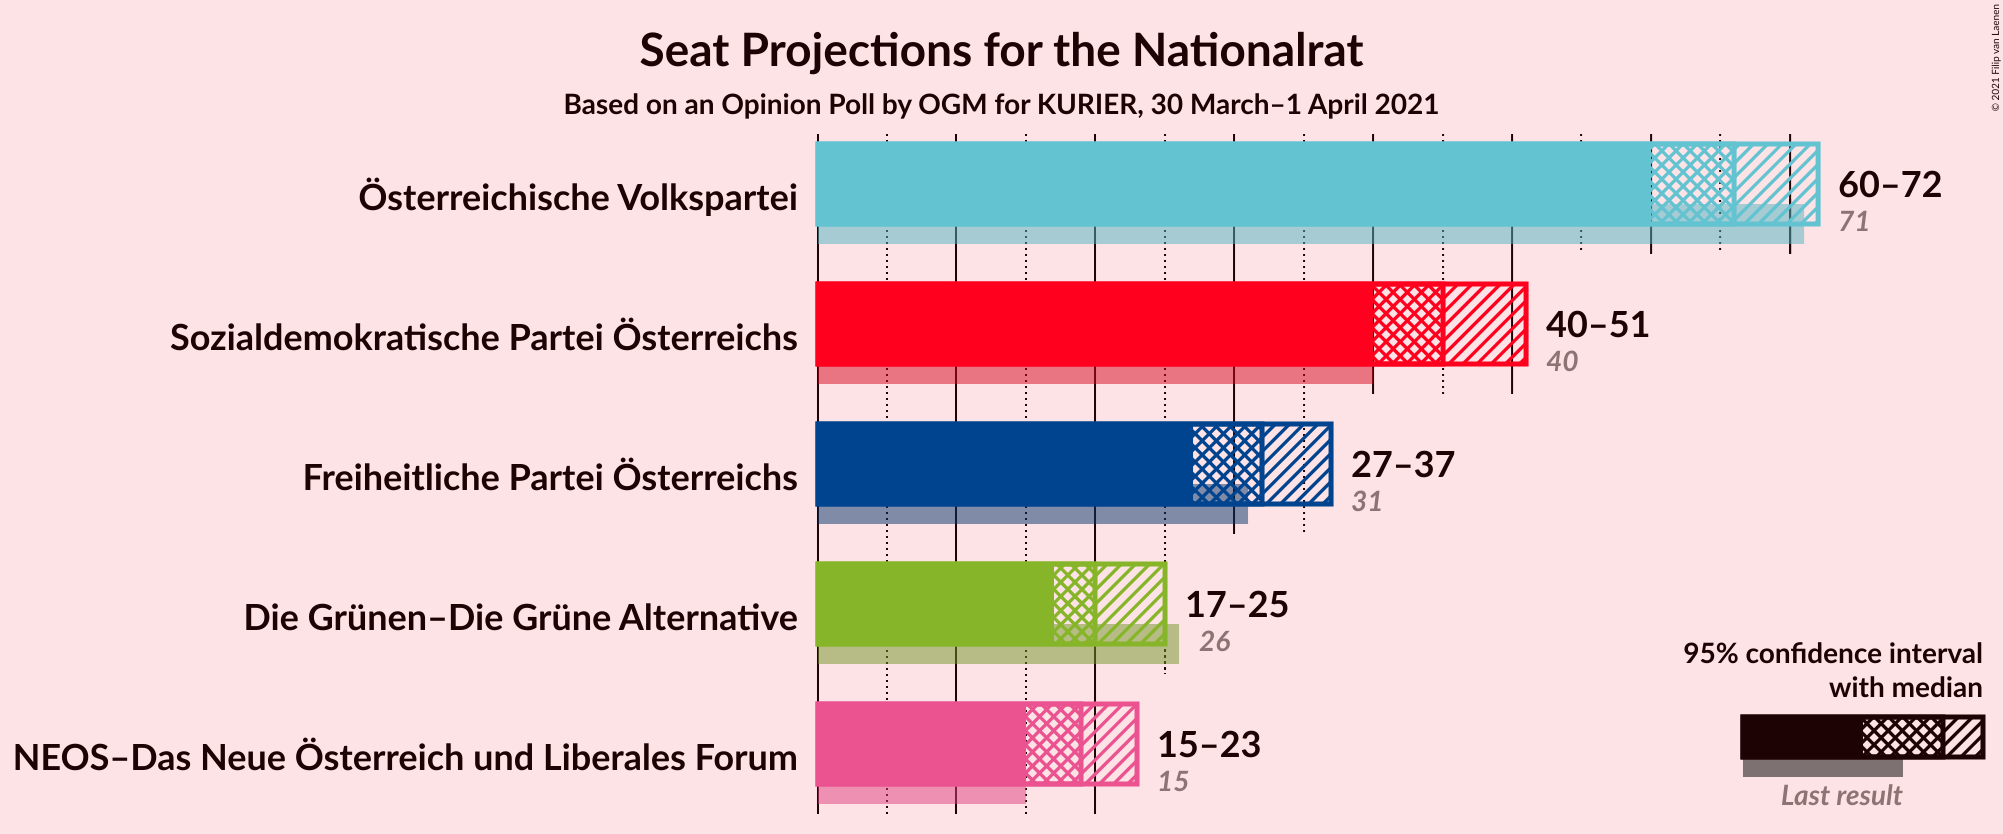 Seat Projections for the Nationalrat
Based on an Opinion Poll by OGM for KURIER, 30 March–1 April 2021
© 2021 Filip van Laenen
Österreichische Volkspartei
60–72
71
Sozialdemokratische Partei Österreichs
40–51
40
Freiheitliche Partei Österreichs
27–37
31
Die Grünen–Die Grüne Alternative
17–25
26
NEOS–Das Neue Österreich und Liberales Forum
15–23
15
95% confidence interval
with median
Last result